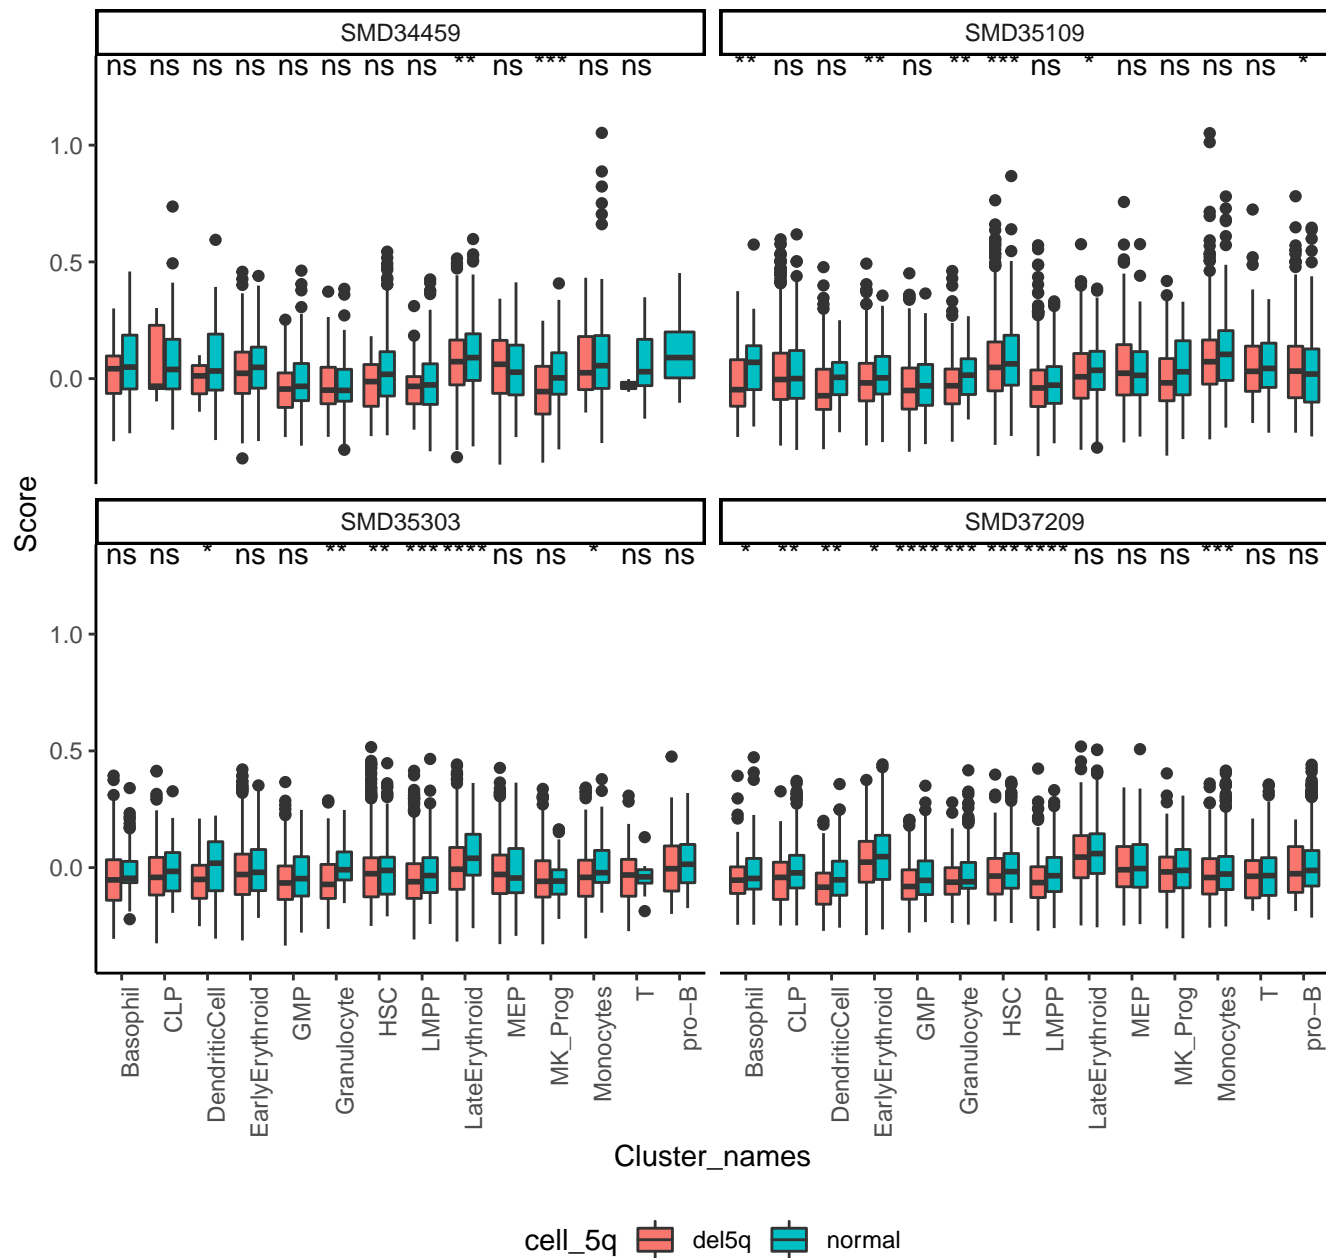 SMD34459 SMD35109
ns ns ns ns ns ns ns ns ** ns *** ns ns ** ns ns ** ns ** *** ns * ns ns ns ns *
1.0
0.5
0.0
Score
SMD35303 SMD37209
ns ns * ns ns ** ** **** **** ns ns * ns ns * ** ** * **** *** *** **** ns ns ns *** ns ns
1.0
0.5
0.0
Basophil CLP DendriticCell EarlyErythroid GMP Granulocyte HSC LMPP LateErythroid MEP MK_Prog Monocytes T pro−B Basophil CLP DendriticCell EarlyErythroid GMP Granulocyte HSC LMPP LateErythroid MEP MK_Prog Monocytes T pro−B
Cluster_names
cell_5q del5q normal